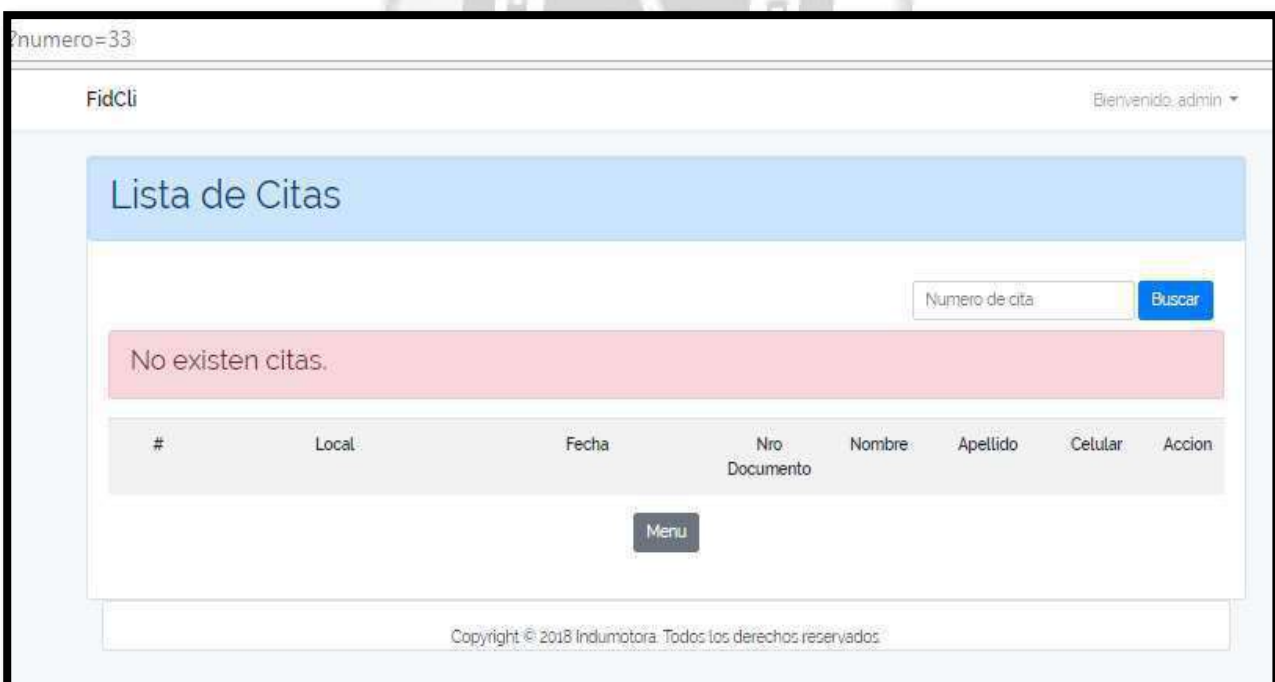 ?numero=33
FidCli
Bienvenido, admin
Lista de Citas
Numero de cita
Buscar
No existen citas.
# Local Fecha Nro Documento Nombre Apellido Celular Accion
Menu
Copyright © 2018 Indumotora. Todos los derechos reservados.